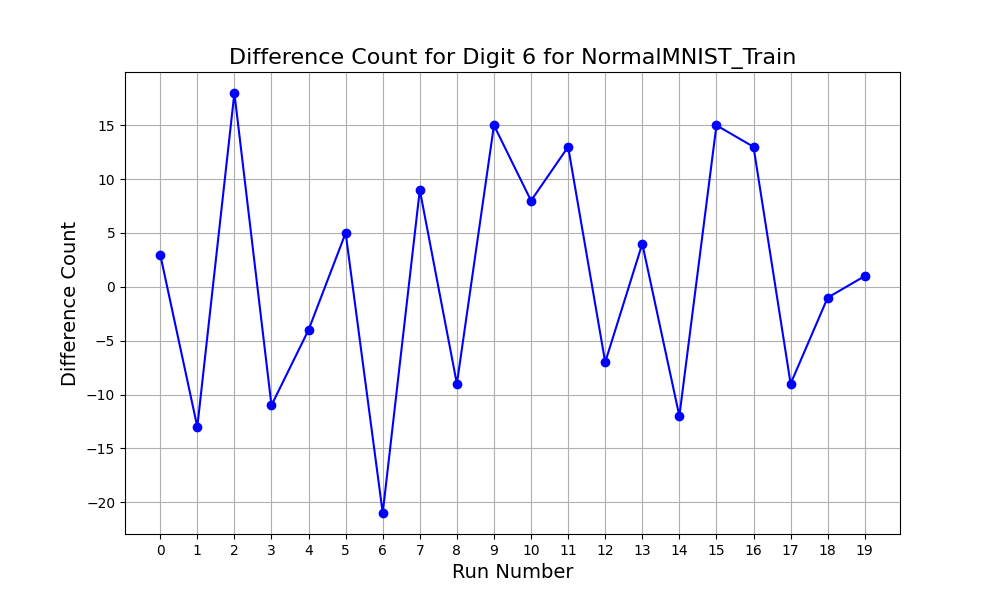 Difference Count for Digit 6 for NormalMNIST_Train
Difference Count
15
10
5
0
−5
−10
−15
−20
0 1 2 3 4 5 6 7 8 9 10 11 12 13 14 15 16 17 18 19
Run Number